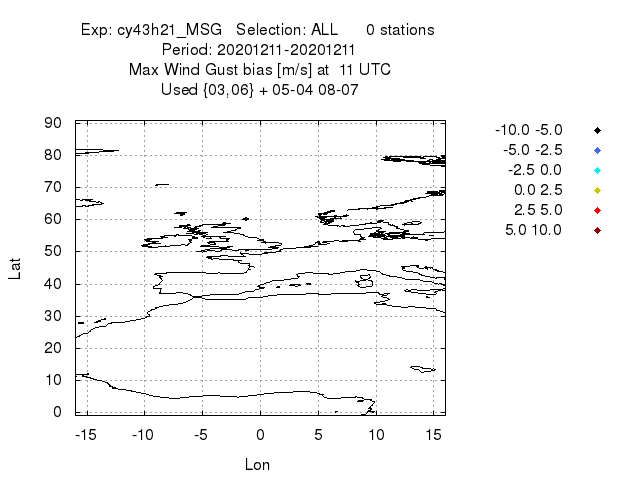 Exp: cy43h21_MSG   Selection: ALL      0 stations
Period: 20201211-20201211
Max Wind Gust bias [m/s] at  11 UTC
Used {03,06} + 05-04 08-07
90
80
70
60
50
40
30
20
10
0
Lat
-15 -10 -5 0 5 10 15
Lon
-10.0 -5.0
-5.0 -2.5
-2.5 0.0
0.0 2.5
2.5 5.0
5.0 10.0